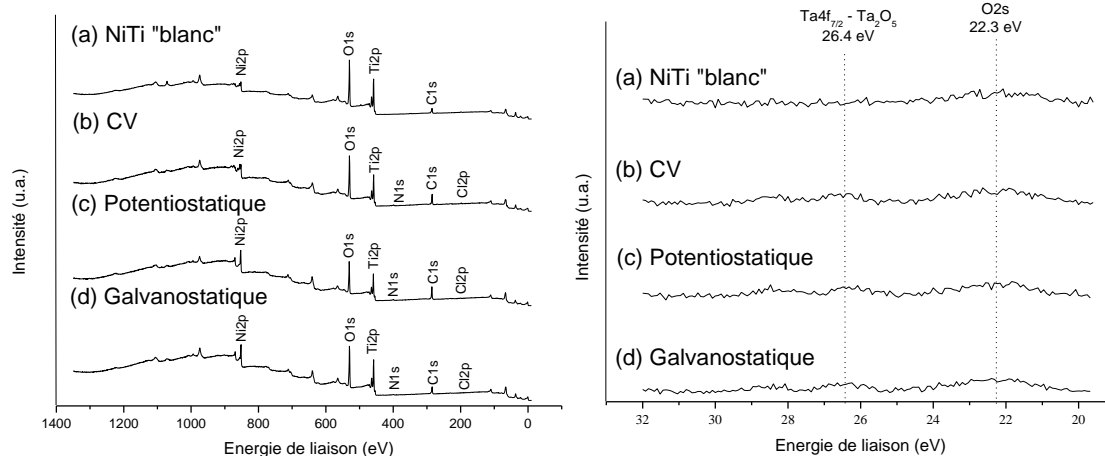 (a) NiTi "blanc"
Ni2p
O1s
Ti2p
C1s
(b) CV
Ni2p
O1s
Ti2p
N1s
C1s
Cl2p
(c) Potentiostatique
Ni2p
O1s
Ti2p
N1s
C1s
Cl2p
(d) Galvanostatique
Ni2p
O1s
Ti2p
N1s
C1s
Cl2p
Intensité (u.a.)
1400 1200 1000 800 600 400 200 0
Energie de liaison (eV)
Ta4f7/2 - Ta2O5
26.4 eV
O2s
22.3 eV
(a) NiTi "blanc"
(b) CV
(c) Potentiostatique
(d) Galvanostatique
Intensité (u.a.)
32 30 28 26 24 22 20
Energie de liaison (eV)